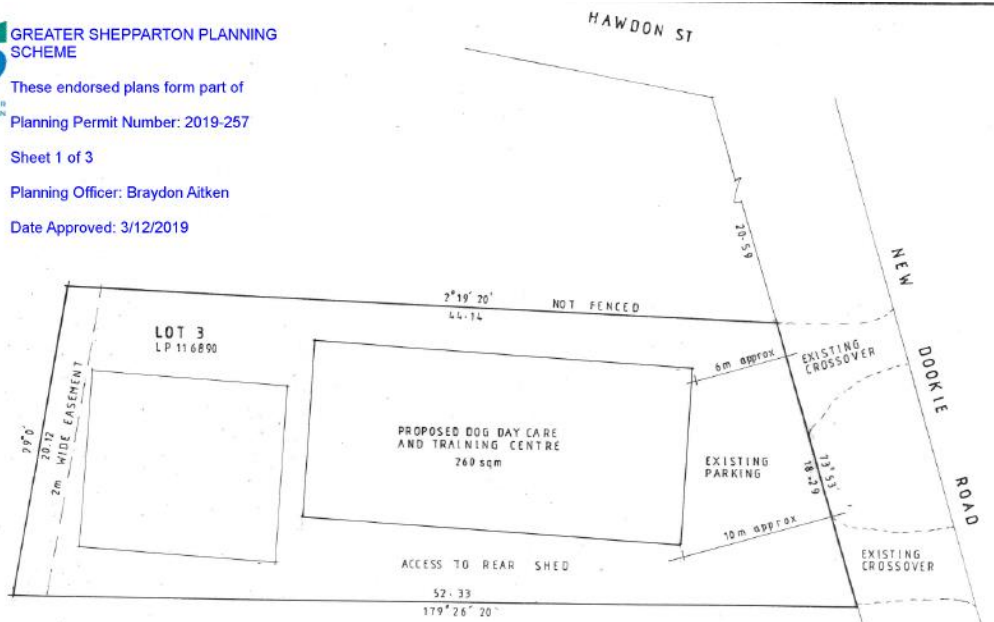 GREATER SHEPPARTON PLANNING
SCHEME
These endorsed plans form part of
Planning Permit Number: 2019-257
Sheet 1 of 3
Planning Officer: Braydon Aitken
Date Approved: 3/12/2019
HAWDON ST
20·59
NEW
DOOKIE
ROAD
2°19′20″
44·14
NOT FENCED
LOT 3
LP 116890
2m WIDE EASEMENT
20·12
PROPOSED DOG DAY CARE
AND TRAINING CENTRE
260 sqm
6m approx
EXISTING
CROSSOVER
EXISTING
PARKING
73°53′
18·29
10m approx
EXISTING
CROSSOVER
ACCESS TO REAR SHED
52·33
179°26′20″